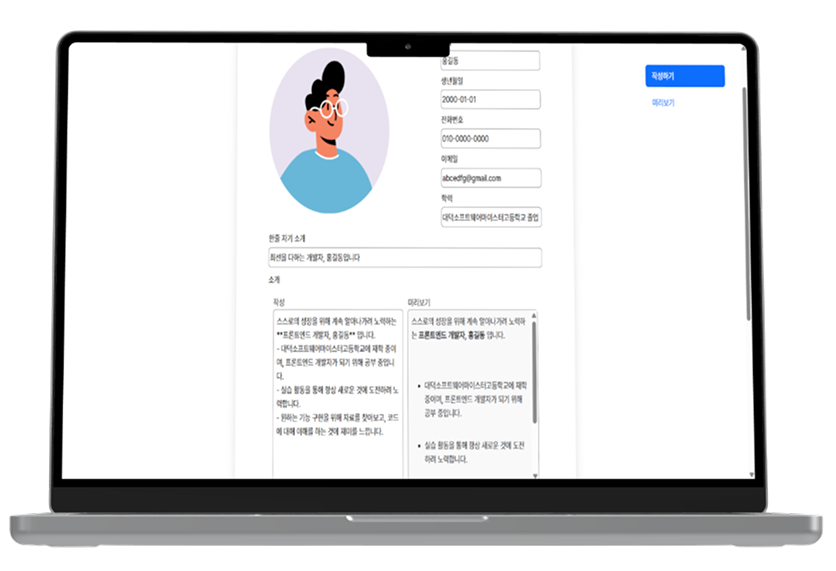 홍길동
작성하기
생년월일
2000-01-01
미리보기
전화번호
010-0000-0000
이메일
abcedfg@gmail.com
학력
대덕소프트웨어마이스터고등학교 졸업
한줄 자기 소개
최선을 다하는 개발자, 홍길동입니다
소개
작성
스스로의 성장을 위해 계속 알아나가려 노력하는
**프론트엔드 개발자, 홍길동** 입니다.
- 대덕소프트웨어마이스터고등학교에 재학 중이
며, 프론트엔드 개발자가 되기 위해 공부 중입니
다.
- 실습 활동을 통해 항상 새로운 것에 도전하려 노
력합니다.
- 원하는 기능 구현을 위해 자료를 찾아보고, 코드
에 대해 이해를 하는 것에 재미를 느낍니다.
미리보기
스스로의 성장을 위해 계속 알아나가려 노력하
는 프론트엔드 개발자, 홍길동 입니다.
• 대덕소프트웨어마이스터고등학교에 재학
중이며, 프론트엔드 개발자가 되기 위해
공부 중입니다.
• 실습 활동을 통해 항상 새로운 것에 도전
하려 노력합니다.